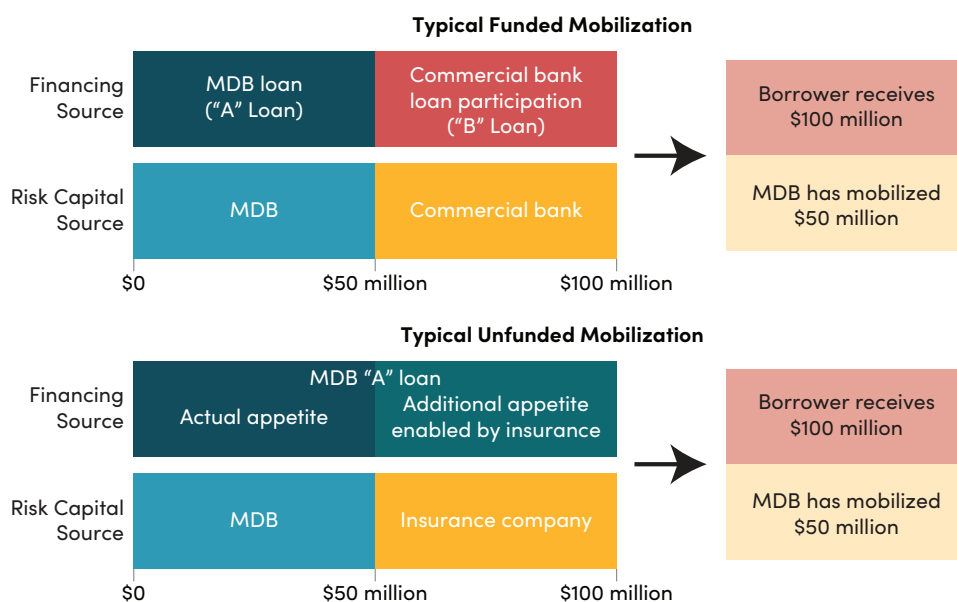 Typical Funded Mobilization
Financing
Source
MDB loan
(“A” Loan)
Commercial bank
loan participation
(“B” Loan)
Borrower receives
$100 million
Risk Capital
Source
MDB
Commercial bank
MDB has mobilized
$50 million
$0
$50 million
$100 million
Typical Unfunded Mobilization
Financing
Source
MDB “A” loan
Actual appetite
Additional appetite
enabled by insurance
Borrower receives
$100 million
Risk Capital
Source
MDB
Insurance company
MDB has mobilized
$50 million
$0
$50 million
$100 million